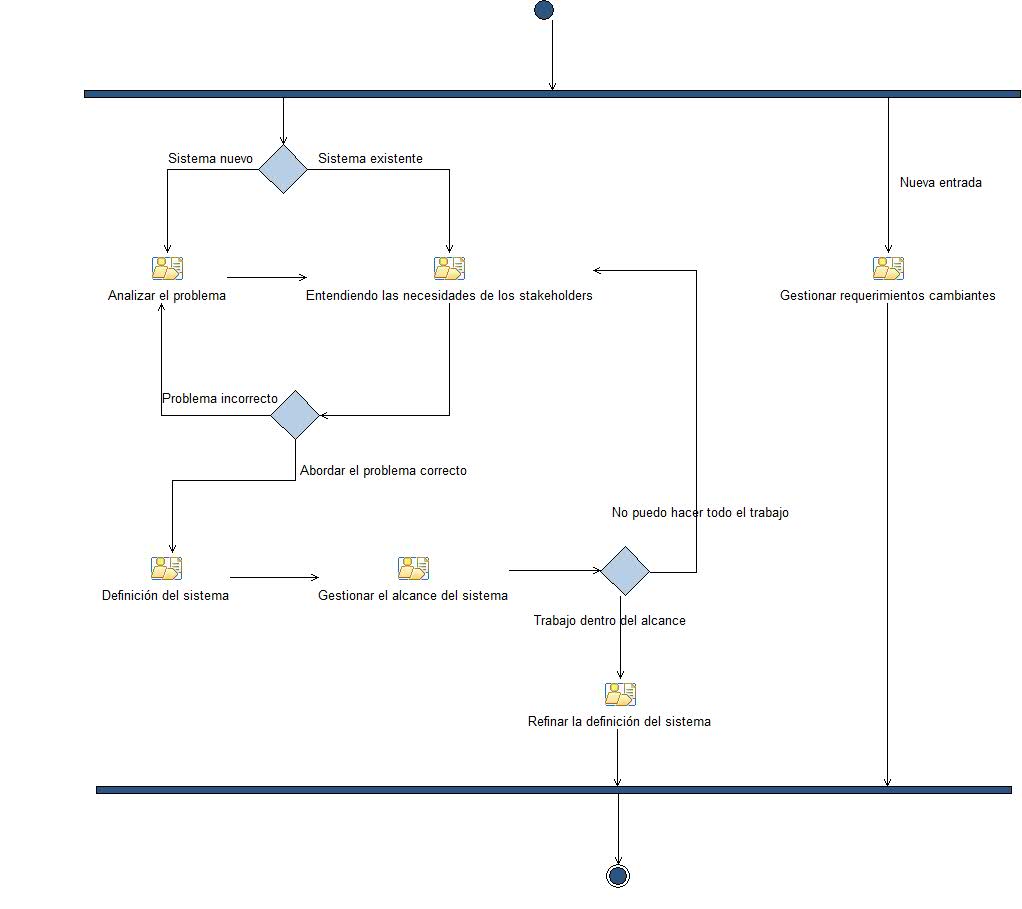 Sistema nuevo
Sistema existente
Nueva entrada
Analizar el problema
Entendiendo las necesidades de los stakeholders
Gestionar requerimientos cambiantes
Problema incorrecto
Abordar el problema correcto
No puedo hacer todo el trabajo
Definición del sistema
Gestionar el alcance del sistema
Trabajo dentro del alcance
Refinar la definición del sistema